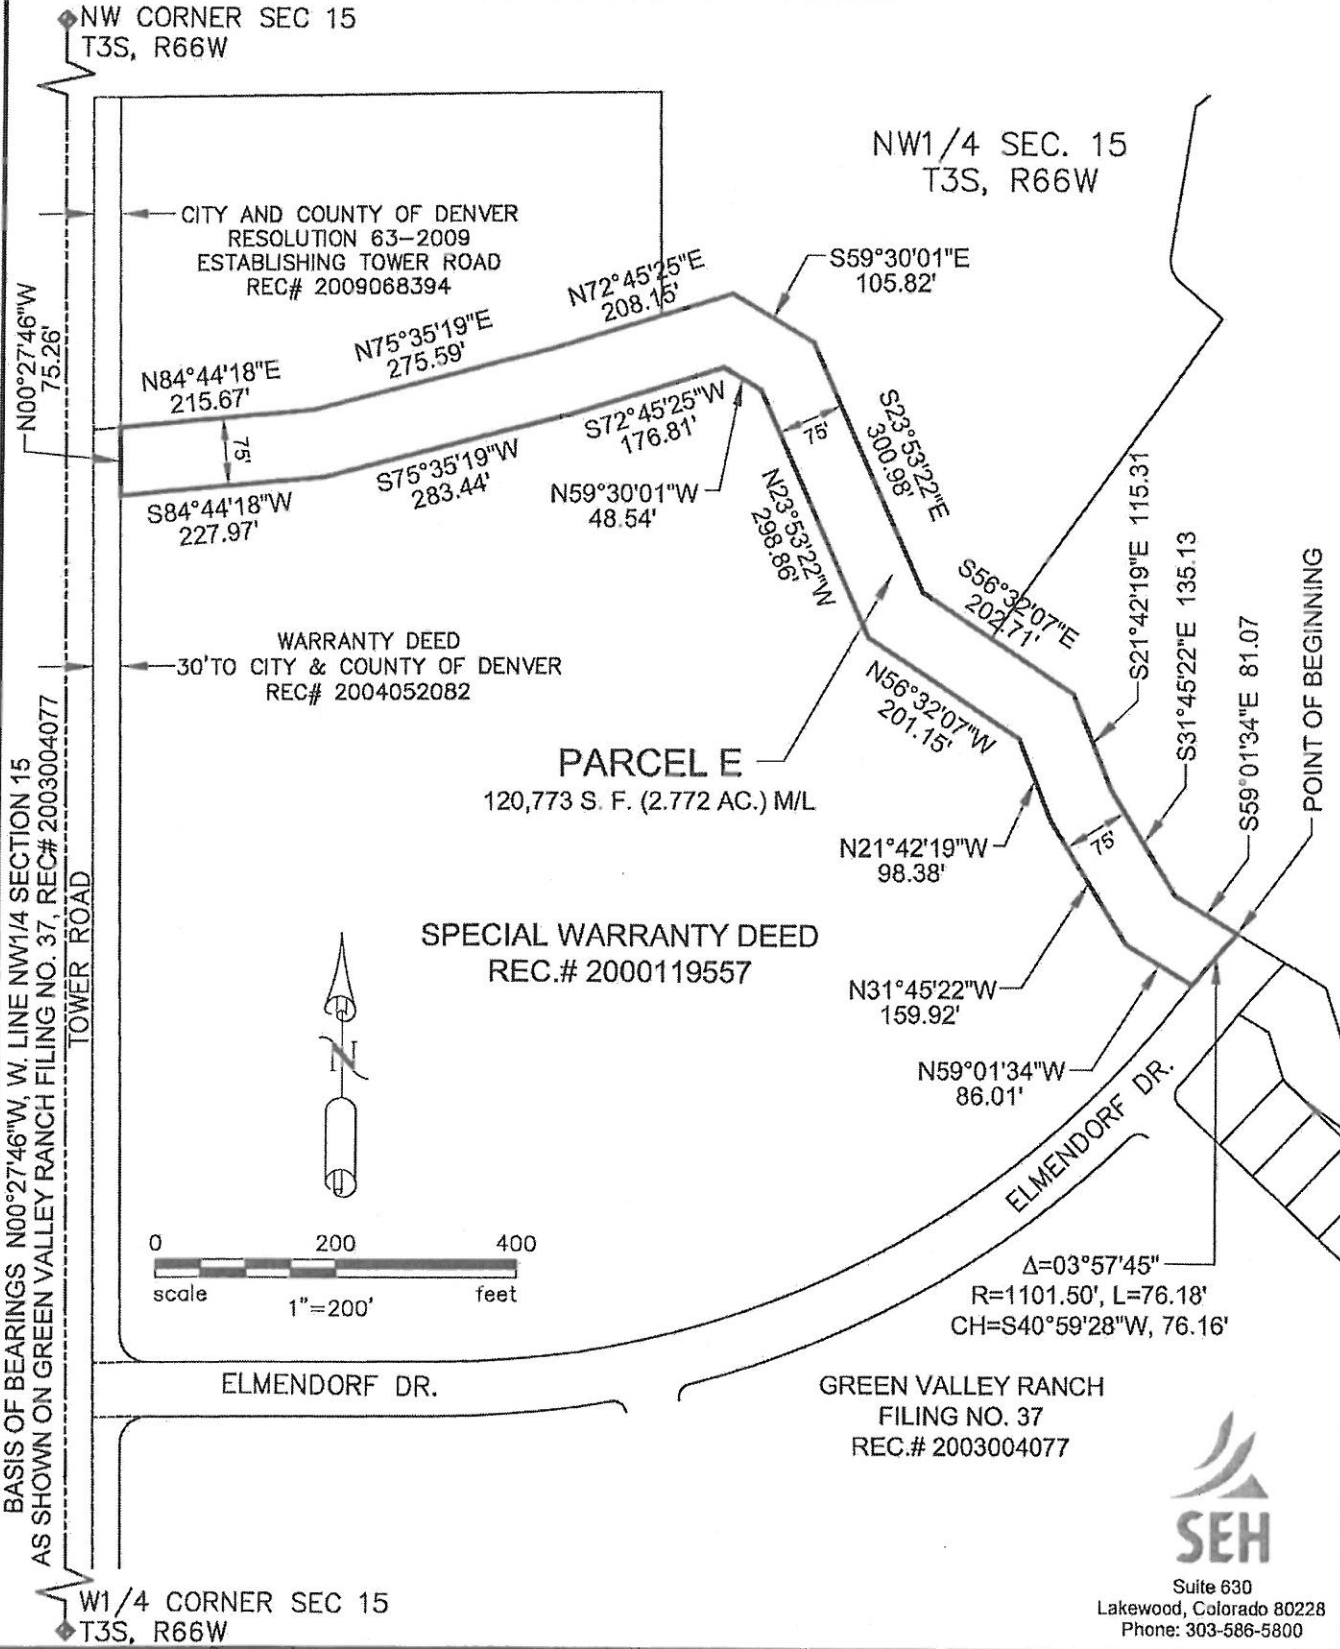 NW CORNER SEC 15
T3S, R66W
NW1/4 SEC. 15
T3S, R66W
CITY AND COUNTY OF DENVER
RESOLUTION 63-2009
ESTABLISHING TOWER ROAD
REC# 2009068394
N00°27'46"W
75.26'
N84°44'18"E
215.67'
N75°35'19"E
275.59'
N72°45'25"E
208.15'
S59°30'01"E
105.82'
75'
S84°44'18"W
227.97'
S75°35'19"W
283.44'
S72°45'25"W
176.81'
N59°30'01"W
48.54'
75'
S23°53'22"E
300.98'
N23°53'22"W
298.86'
S56°32'07"E
202.71'
S21°42'19"E 115.31
S31°45'22"E 135.13
S59°01'34"E 81.07
POINT OF BEGINNING
WARRANTY DEED
30'TO CITY & COUNTY OF DENVER
REC# 2004052082
N56°32'07"W
201.15'
PARCEL E
120,773 S. F. (2.772 AC.) M/L
N21°42'19"W
98.38'
75'
SPECIAL WARRANTY DEED
REC.# 2000119557
N31°45'22"W
159.92'
N59°01'34"W
86.01'
BASIS OF BEARINGS N00°27'46"W, W. LINE NW1/4 SECTION 15
AS SHOWN ON GREEN VALLEY RANCH FILING NO. 37, REC# 2003004077
TOWER ROAD
N
0 200 400
scale 1"=200' feet
ELMENDORF DR.
Δ=03°57'45"
R=1101.50', L=76.18'
CH=S40°59'28"W, 76.16'
ELMENDORF DR.
GREEN VALLEY RANCH
FILING NO. 37
REC.# 2003004077
SEH
Suite 630
Lakewood, Colorado 80228
Phone: 303-586-5800
W1/4 CORNER SEC 15
T3S, R66W